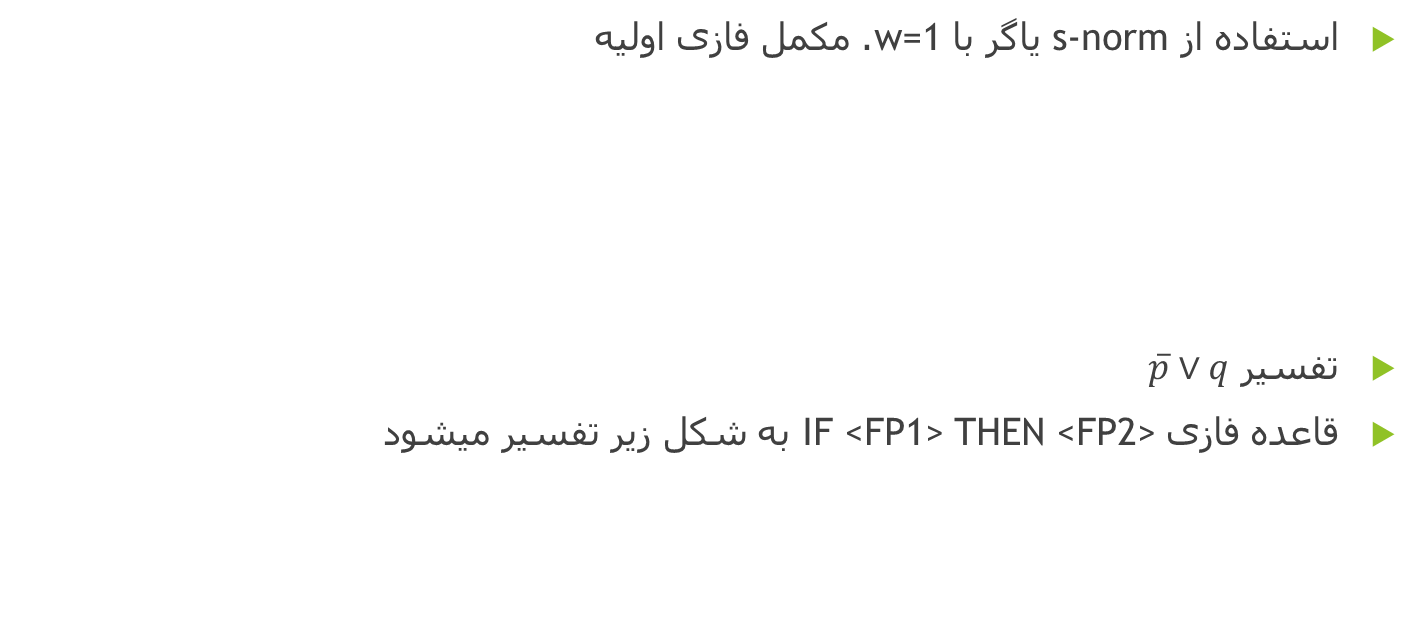 استفاده از s-norm یاگر با w=1. مکمل فازی اولیه
تفسیر p̄ ∨ q
قاعده فازی IF <FP1> THEN <FP2> به شکل زیر تفسیر میشود